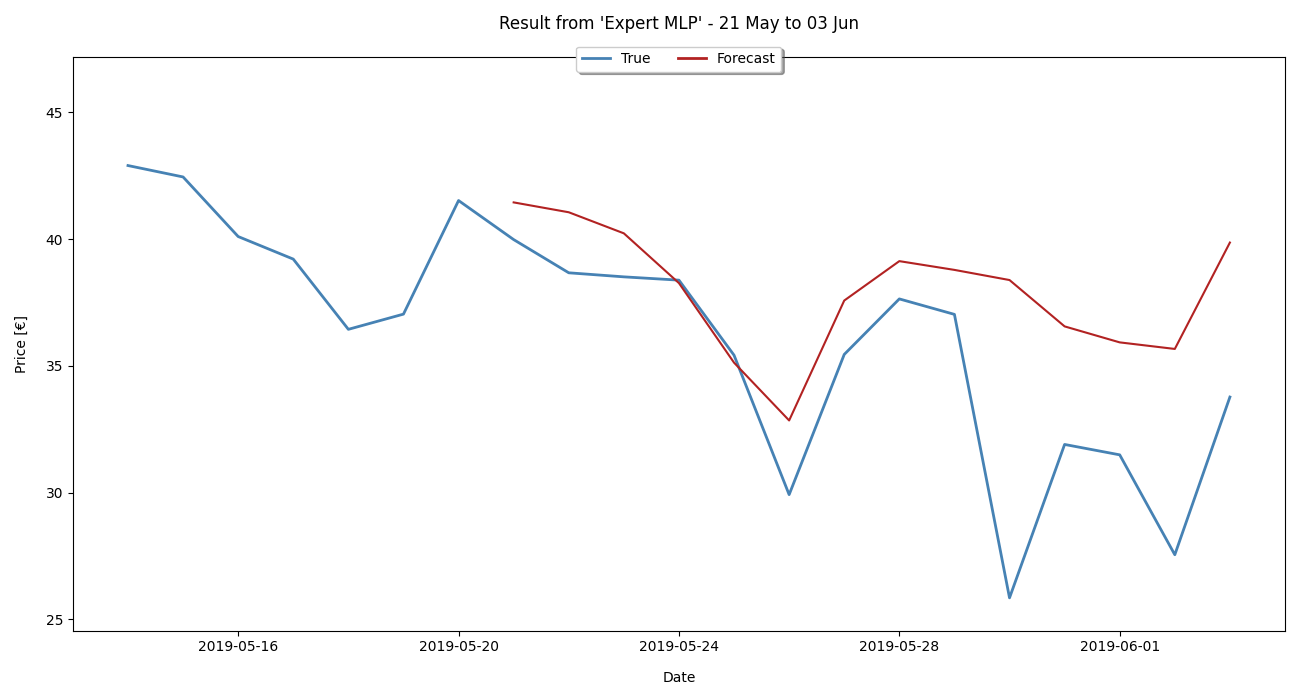 Result from 'Expert MLP' - 21 May to 03 Jun
True Forecast
45
40
35
30
25
Price [€]
2019-05-16 2019-05-20 2019-05-24 2019-05-28 2019-06-01
Date